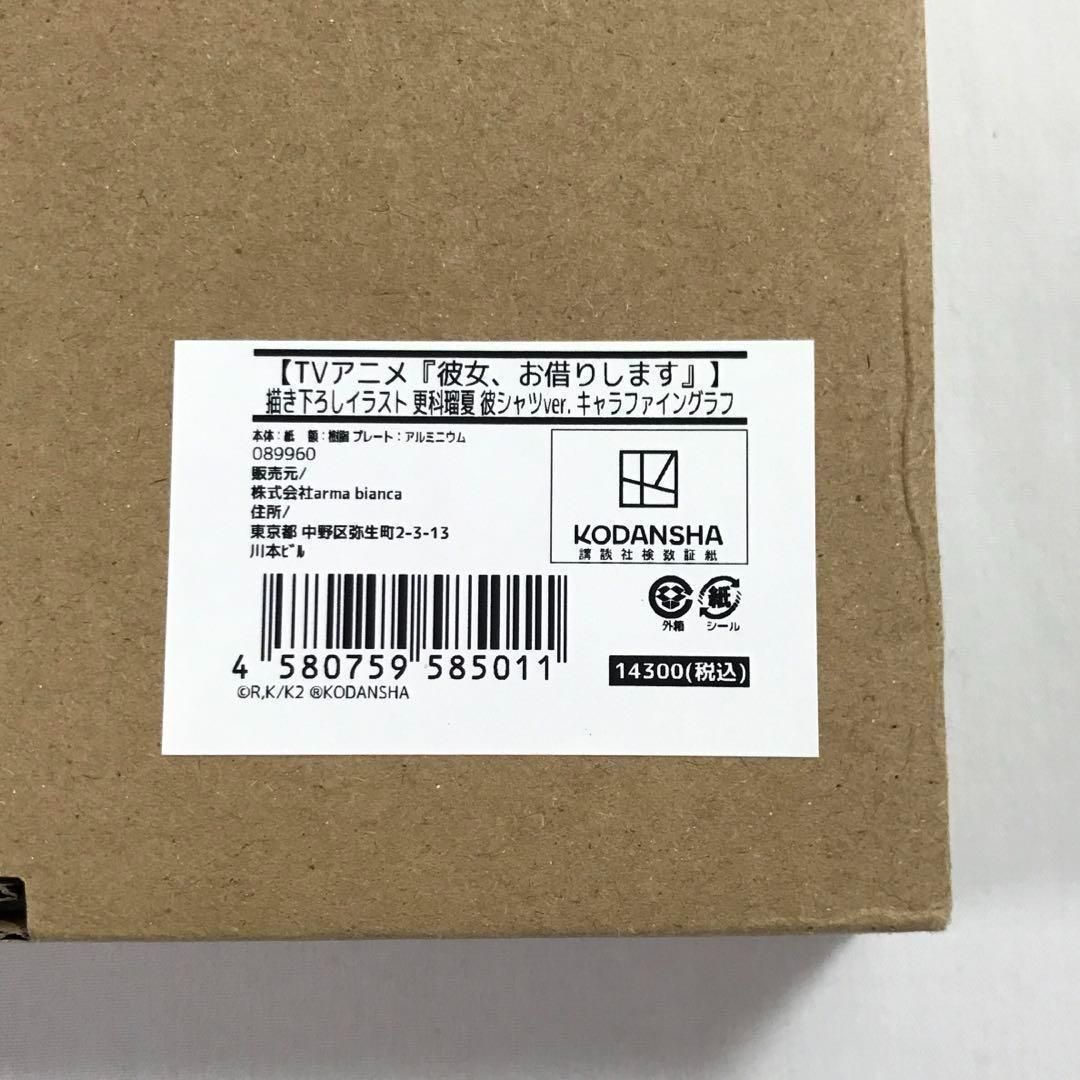 【TVアニメ『彼女、お借りします』】
描き下ろしイラスト 更科瑠夏 彼シャツver. キャラファイングラフ
本体：紙 額：樹脂 プレート：アルミニウム
089960
販売元/
株式会社arma bianca
住所/
東京都 中野区弥生町2-3-13
川本ビル
KODANSHA
講談社検数証紙
外箱
紙
シール
4 580759 585011
14300(税込)
©R,K/K2 ®KODANSHA